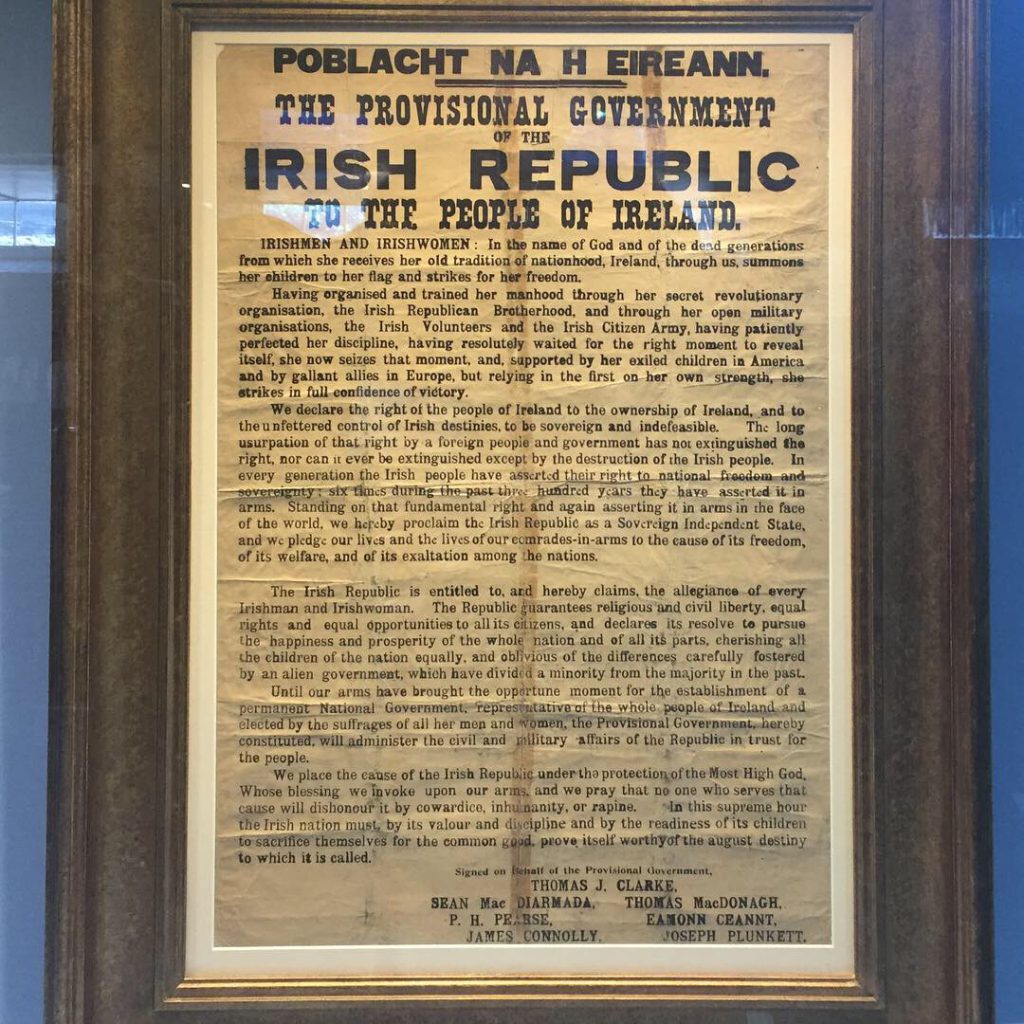 POBLACHT NA H EIREANN.
THE PROVISIONAL GOVERNMENT
OF THE
IRISH REPUBLIC
TO THE PEOPLE OF IRELAND.
IRISHMEN AND IRISHWOMEN : In the name of God and of the dead generations
from which she receives her old tradition of nationhood, Ireland, through us, summons
her children to her flag and strikes for her freedom.
Having organised and trained her manhood through her secret revolutionary
organisation, the Irish Republican Brotherhood, and through her open military
organisations, the Irish Volunteers and the Irish Citizen Army, having patiently
perfected her discipline, having resolutely waited for the right moment to reveal
itself, she now seizes that moment, and, supported by her exiled children in America
and by gallant allies in Europe, but relying in the first on her own strength, she
strikes in full confidence of victory.
We declare the right of the people of Ireland to the ownership of Ireland, and to
the unfettered control of Irish destinies, to be sovereign and indefeasible. The long
usurpation of that right by a foreign people and government has not extinguished the
right, nor can it ever be extinguished except by the destruction of the Irish people. In
every generation the Irish people have asserted their right to national freedom and
sovereignty ; six times during the past three hundred years they have asserted it in
arms. Standing on that fundamental right and again asserting it in arms in the face
of the world, we hereby proclaim the Irish Republic as a Sovereign Independent State,
and we pledge our lives and the lives of our comrades-in-arms to the cause of its freedom,
of its welfare, and of its exaltation among the nations.
The Irish Republic is entitled to, and hereby claims, the allegiance of every
Irishman and Irishwoman. The Republic guarantees religious and civil liberty, equal
rights and equal opportunities to all its citizens, and declares its resolve to pursue
the happiness and prosperity of the whole nation and of all its parts, cherishing all
the children of the nation equally, and oblivious of the differences carefully fostered
by an alien government, which have divided a minority from the majority in the past.
Until our arms have brought the opportune moment for the establishment of a
permanent National Government, representative of the whole people of Ireland and
elected by the suffrages of all her men and women, the Provisional Government, hereby
constituted, will administer the civil and military affairs of the Republic in trust for
the people.
We place the cause of the Irish Republic under the protection of the Most High God,
Whose blessing we invoke upon our arms, and we pray that no one who serves that
cause will dishonour it by cowardice, inhumanity, or rapine. In this supreme hour
the Irish nation must, by its valour and discipline and by the readiness of its children
to sacrifice themselves for the common good, prove itself worthy of the august destiny
to which it is called.
Signed on Behalf of the Provisional Government,
THOMAS J. CLARKE,
SEAN Mac DIARMADA, THOMAS MacDONAGH,
P. H. PEARSE, EAMONN CEANNT,
JAMES CONNOLLY, JOSEPH PLUNKETT.